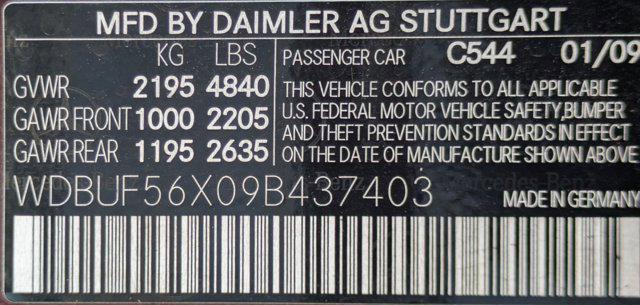 MFD BY DAIMLER AG STUTTGART
KG LBS
GVWR 2195 4840
GAWR FRONT 1000 2205
GAWR REAR 1195 2635
PASSENGER CAR C544 01/09
THIS VEHICLE CONFORMS TO ALL APPLICABLE
U.S. FEDERAL MOTOR VEHICLE SAFETY,BUMPER
AND THEFT PREVENTION STANDARDS IN EFFECT
ON THE DATE OF MANUFACTURE SHOWN ABOVE
WDBUF56X09B437403
MADE IN GERMANY